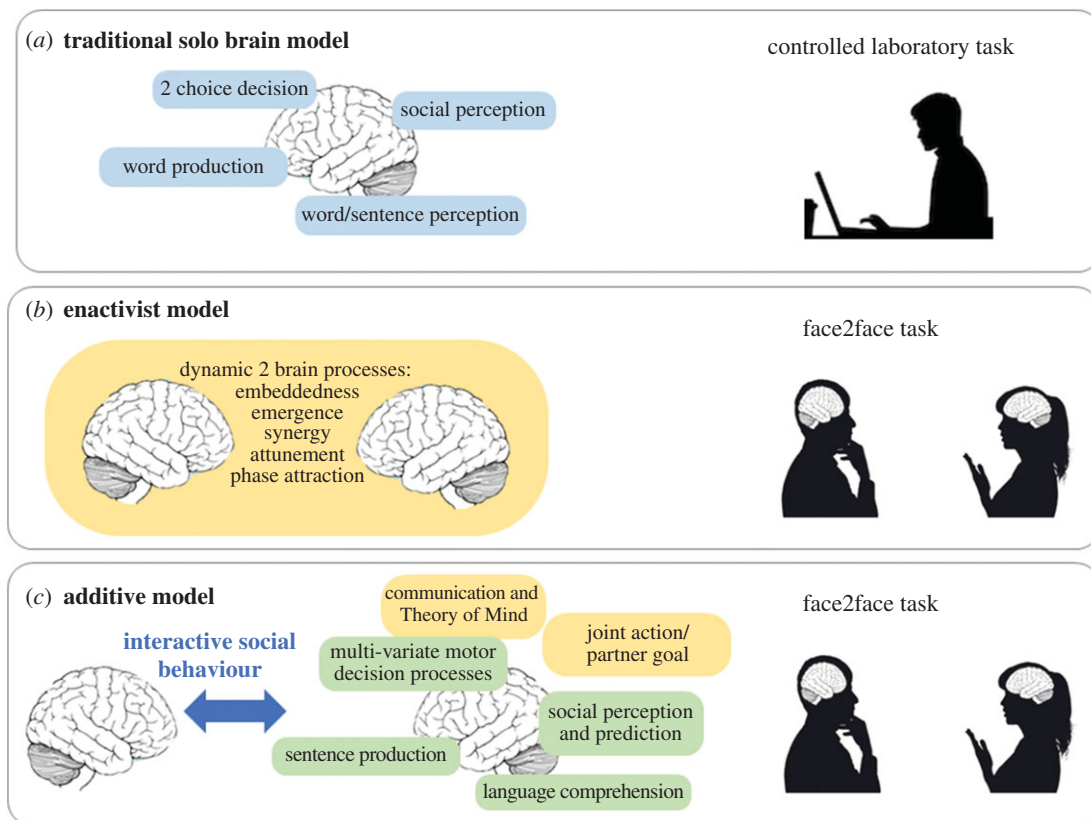 (a) traditional solo brain model
controlled laboratory task
2 choice decision
social perception
word production
word/sentence perception
(b) enactivist model
face2face task
dynamic 2 brain processes:
embeddedness
emergence
synergy
attunement
phase attraction
(c) additive model
face2face task
interactive social
behaviour
communication and
Theory of Mind
joint action/
partner goal
multi-variate motor
decision processes
social perception
and prediction
sentence production
language comprehension